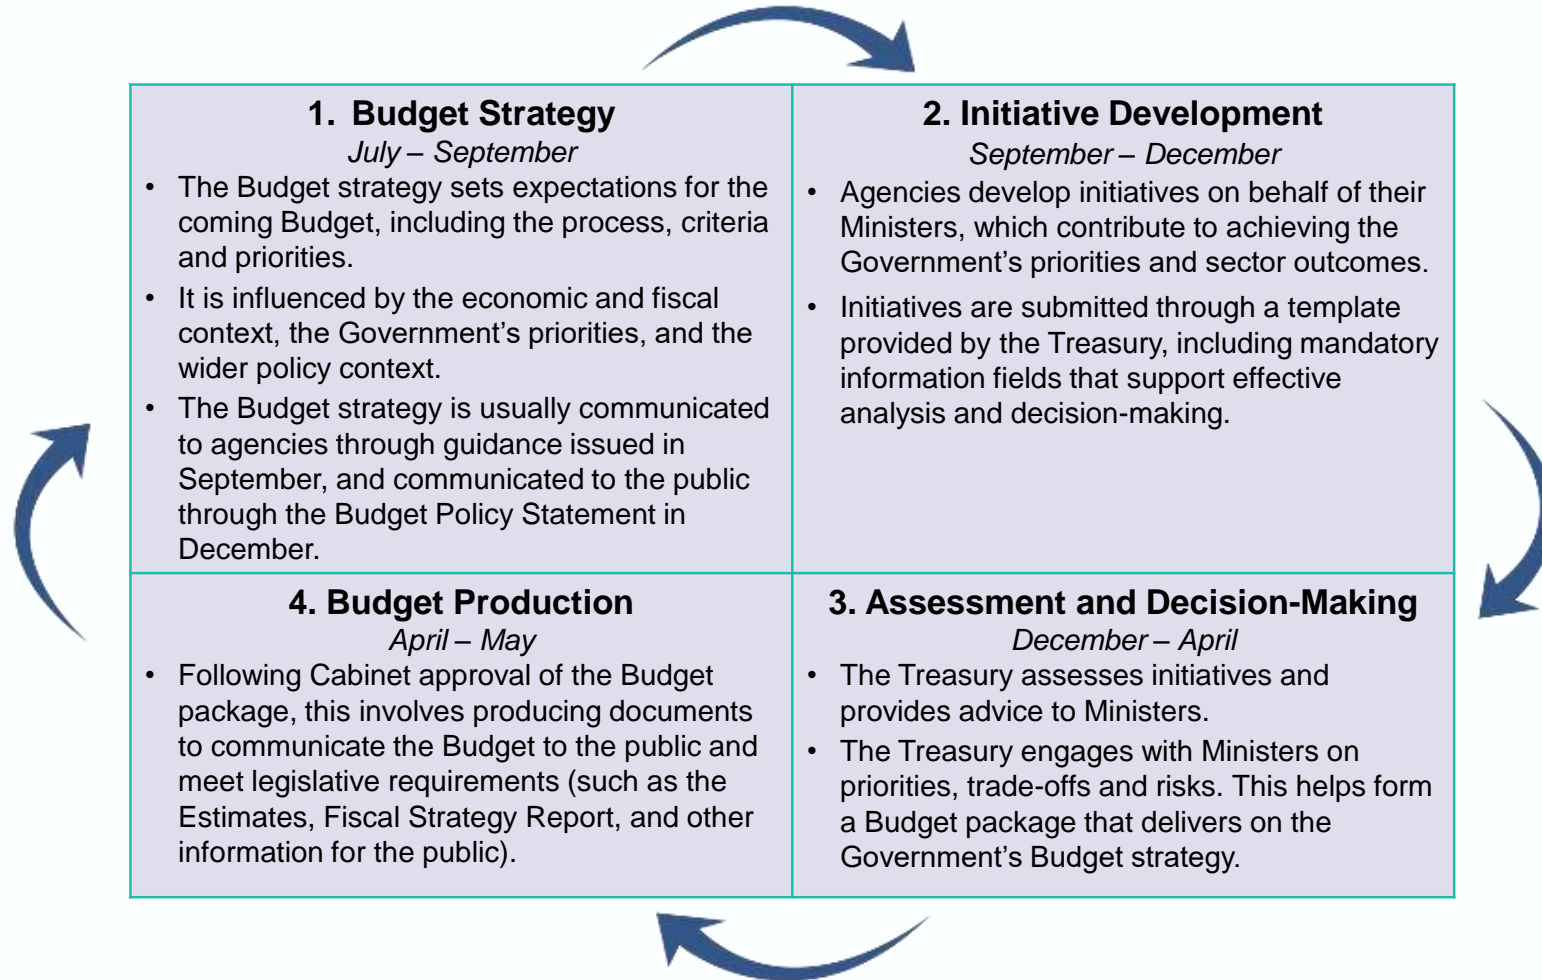 1. Budget Strategy
July – September
• The Budget strategy sets expectations for the
coming Budget, including the process, criteria
and priorities.
• It is influenced by the economic and fiscal
context, the Government’s priorities, and the
wider policy context.
• The Budget strategy is usually communicated
to agencies through guidance issued in
September, and communicated to the public
through the Budget Policy Statement in
December.
2. Initiative Development
September – December
• Agencies develop initiatives on behalf of their
Ministers, which contribute to achieving the
Government’s priorities and sector outcomes.
• Initiatives are submitted through a template
provided by the Treasury, including mandatory
information fields that support effective
analysis and decision-making.
4. Budget Production
April – May
• Following Cabinet approval of the Budget
package, this involves producing documents
to communicate the Budget to the public and
meet legislative requirements (such as the
Estimates, Fiscal Strategy Report, and other
information for the public).
3. Assessment and Decision-Making
December – April
• The Treasury assesses initiatives and
provides advice to Ministers.
• The Treasury engages with Ministers on
priorities, trade-offs and risks. This helps form
a Budget package that delivers on the
Government’s Budget strategy.